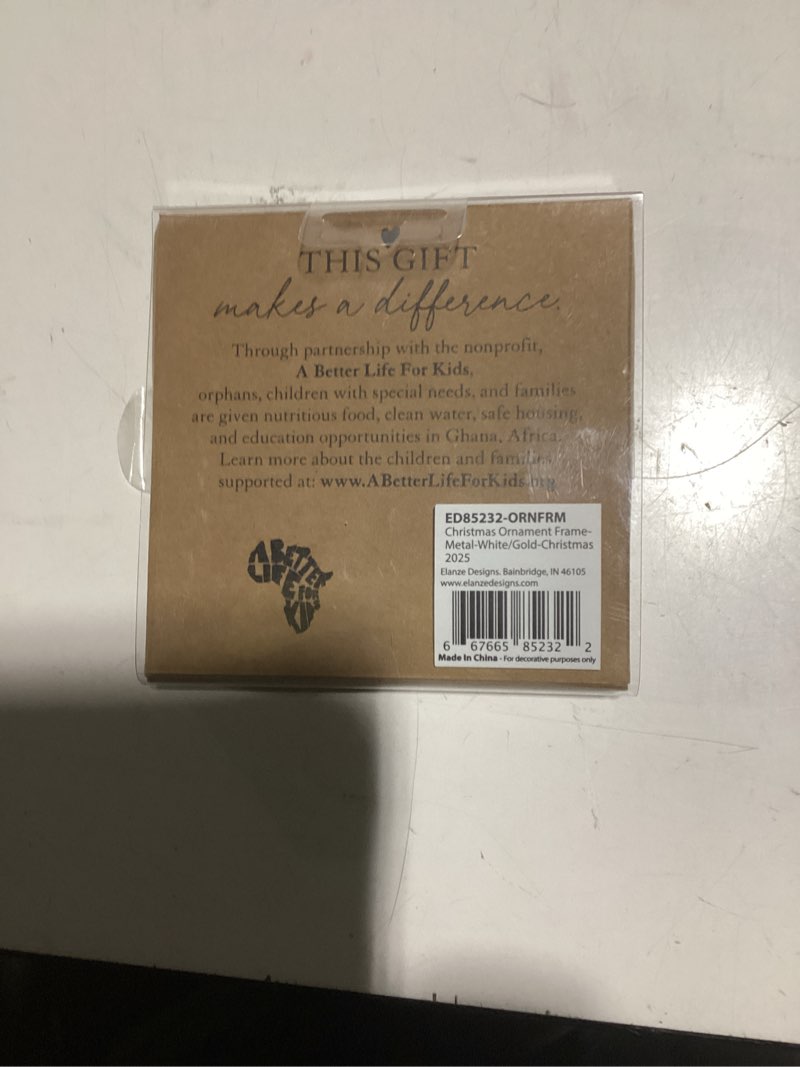 THIS GIFT
makes a difference.
Through partnership with the nonprofit,
A Better Life For Kids,
orphans, children with special needs, and families
are given nutritious food, clean water, safe housing,
and education opportunities in Ghana, Africa.
Learn more about the children and families
supported at: www.ABetterLifeForKids.org
A BETTER
LIFE FOR
KIDS
ED85232-ORNFRM
Christmas Ornament Frame-
Metal-White/Gold-Christmas
2025
Elanze Designs. Bainbridge, IN 46105
www.elanzedesigns.com
6 67665 85232 2
Made In China - For decorative purposes only